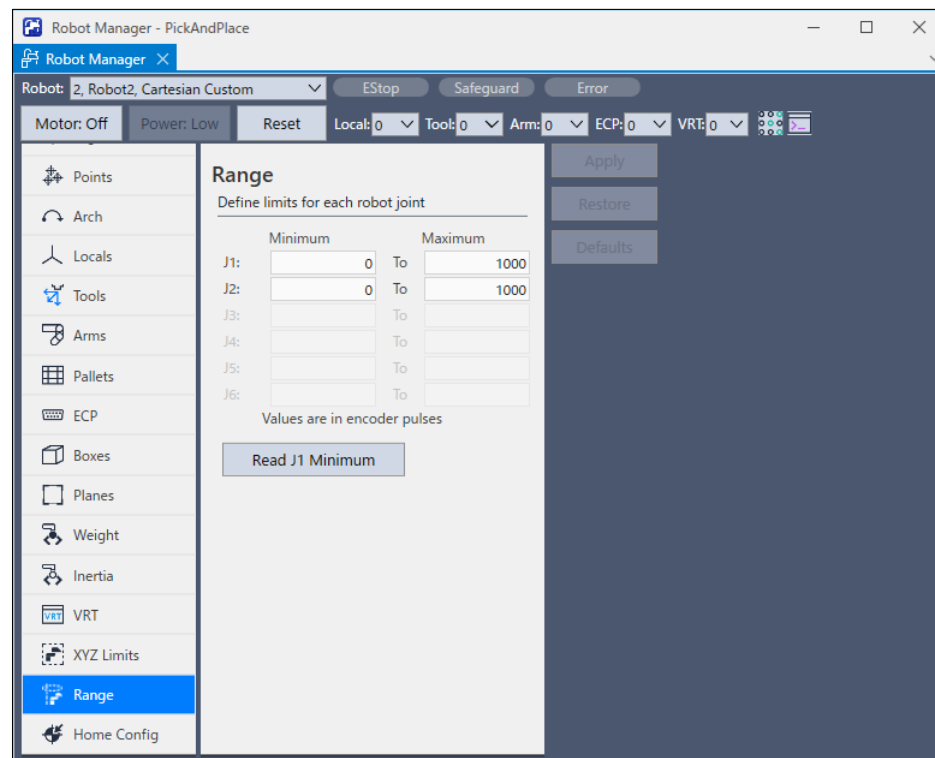 Robot Manager - PickAndPlace
Robot Manager
Robot: 2, Robot2, Cartesian Custom EStop Safeguard Error
Motor: Off Power: Low Reset Local: 0 Tool: 0 Arm: 0 ECP: 0 VRT: 0
Points
Arch
Locals
Tools
Arms
Pallets
ECP
Boxes
Planes
Weight
Inertia
VRT
VRT
XYZ Limits
Range
Home Config
Range
Define limits for each robot joint
Minimum Maximum
J1: 0 To 1000
J2: 0 To 1000
J3: To
J4: To
J5: To
J6: To
Values are in encoder pulses
Read J1 Minimum
Apply
Restore
Defaults